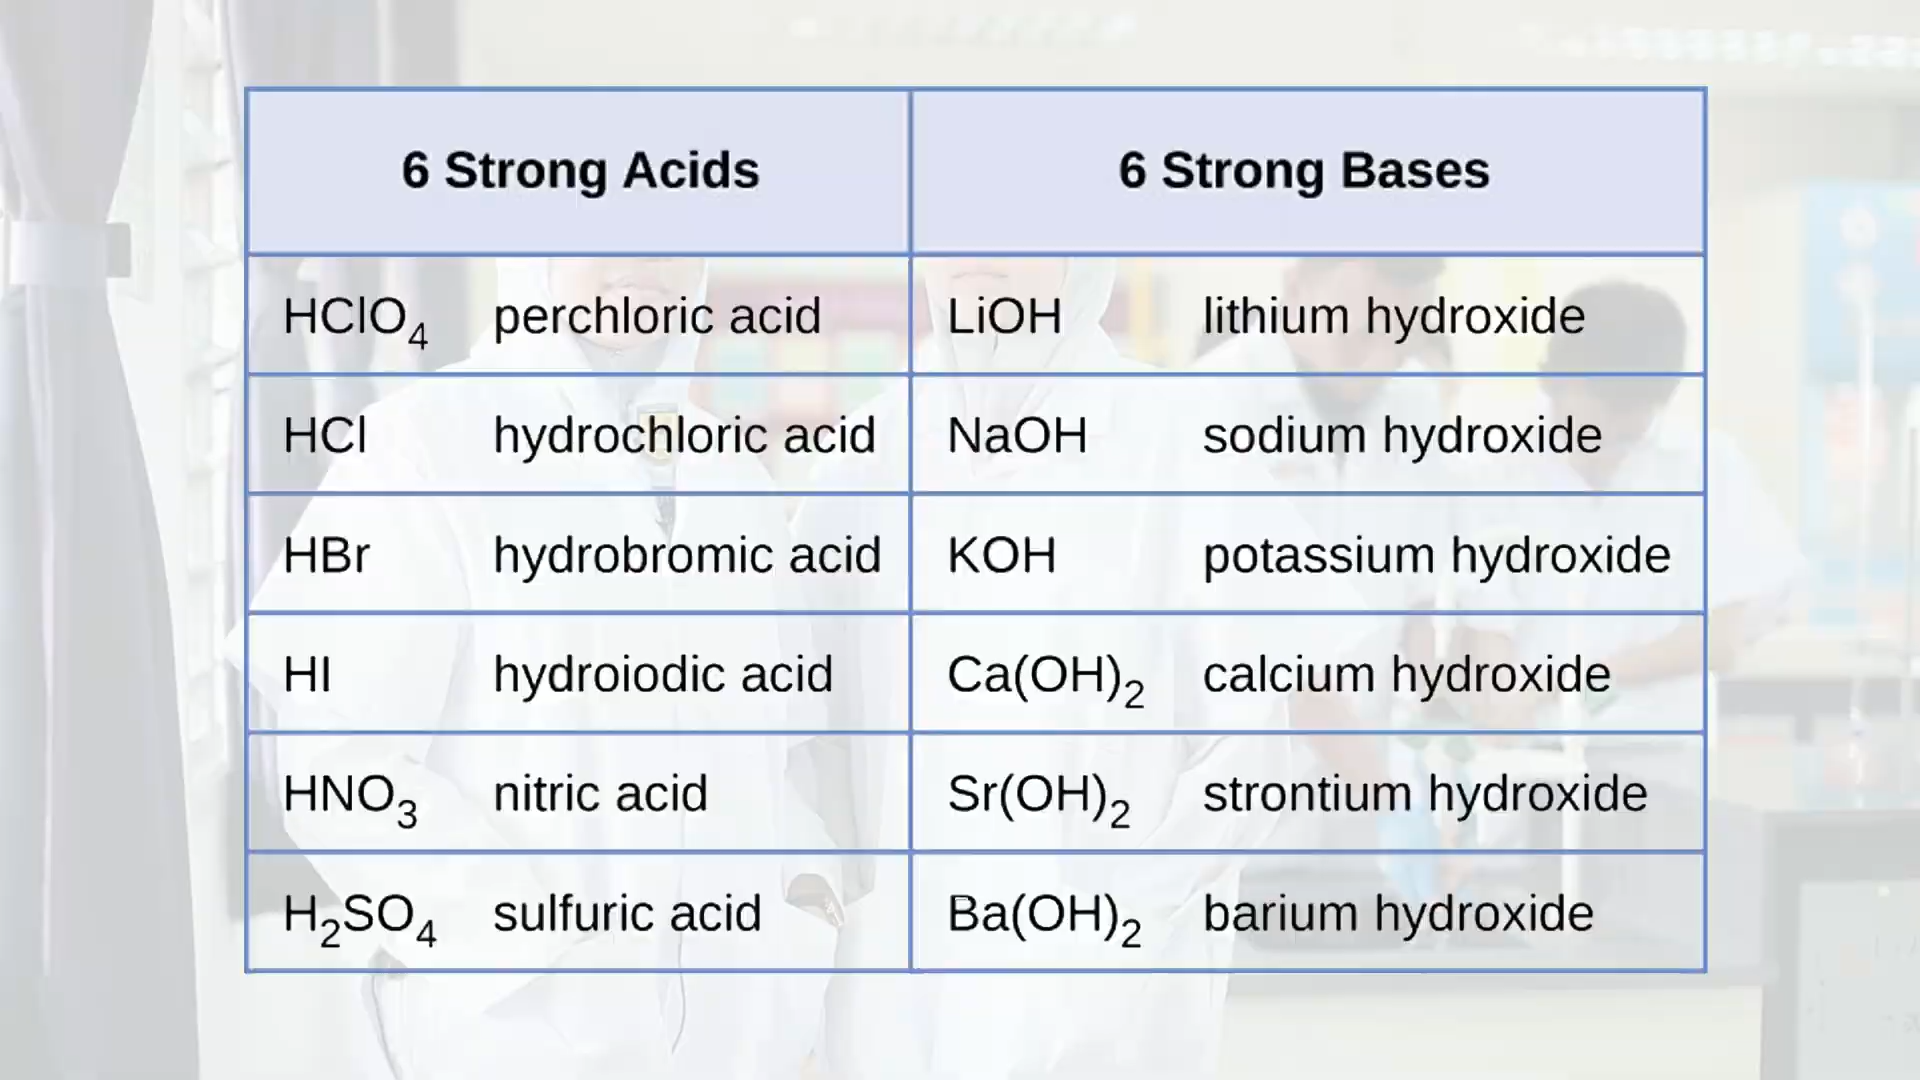 6 Strong Acids 6 Strong Bases
HClO₄ perchloric acid LiOH lithium hydroxide
HCl hydrochloric acid NaOH sodium hydroxide
HBr hydrobromic acid KOH potassium hydroxide
HI hydroiodic acid Ca(OH)₂ calcium hydroxide
HNO₃ nitric acid Sr(OH)₂ strontium hydroxide
H₂SO₄ sulfuric acid Ba(OH)₂ barium hydroxide